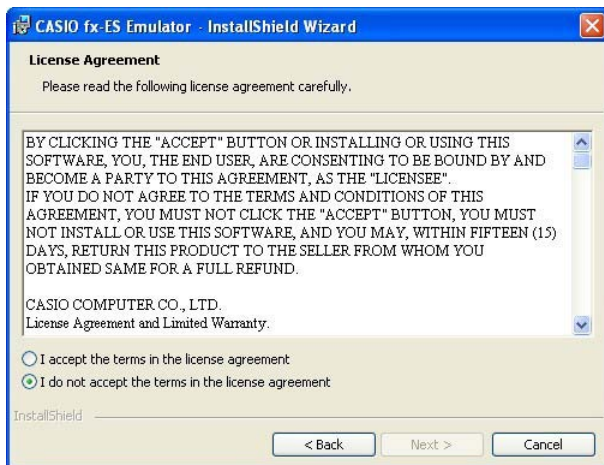 CASIO fx-ES Emulator - InstallShield Wizard
License Agreement
Please read the following license agreement carefully.
BY CLICKING THE "ACCEPT" BUTTON OR INSTALLING OR USING THIS
SOFTWARE, YOU, THE END USER, ARE CONSENTING TO BE BOUND BY AND
BECOME A PARTY TO THIS AGREEMENT, AS THE "LICENSEE".
IF YOU DO NOT AGREE TO THE TERMS AND CONDITIONS OF THIS
AGREEMENT, YOU MUST NOT CLICK THE "ACCEPT" BUTTON, YOU MUST
NOT INSTALL OR USE THIS SOFTWARE, AND YOU MAY, WITHIN FIFTEEN (15)
DAYS, RETURN THIS PRODUCT TO THE SELLER FROM WHOM YOU
OBTAINED SAME FOR A FULL REFUND.
CASIO COMPUTER CO., LTD.
License Agreement and Limited Warranty.
I accept the terms in the license agreement
I do not accept the terms in the license agreement
InstallShield
< Back Next > Cancel